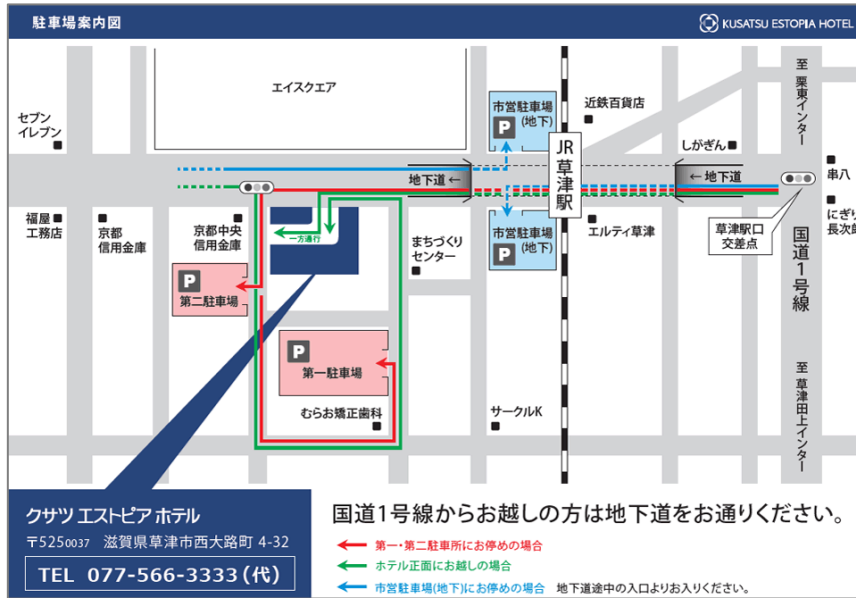 駐車場案内図
KUSATSU ESTOPIA HOTEL
エイスクエア
セブン
イレブン
市営駐車場
(地下)
P
近鉄百貨店
至 栗東インター
しがぎん
JR草津駅
地下道 ←
← 地下道
串八
福屋
工務店
京都
信用金庫
京都中央
信用金庫
一方通行
まちづくり
センター
市営駐車場
(地下)
P
エルティ草津
草津駅口
交差点
にぎり
長次郎
国道1号線
P
第二駐車場
P
第一駐車場
むらお矯正歯科
サークルK
至 草津田上インター
クサツ エストピア ホテル
〒5250037 滋賀県草津市西大路町 4-32
TEL 077-566-3333(代)
国道1号線からお越しの方は地下道をお通りください。
第一・第二駐車所にお停めの場合
ホテル正面にお越しの場合
市営駐車場(地下)にお停めの場合 地下道途中の入口よりお入りください。